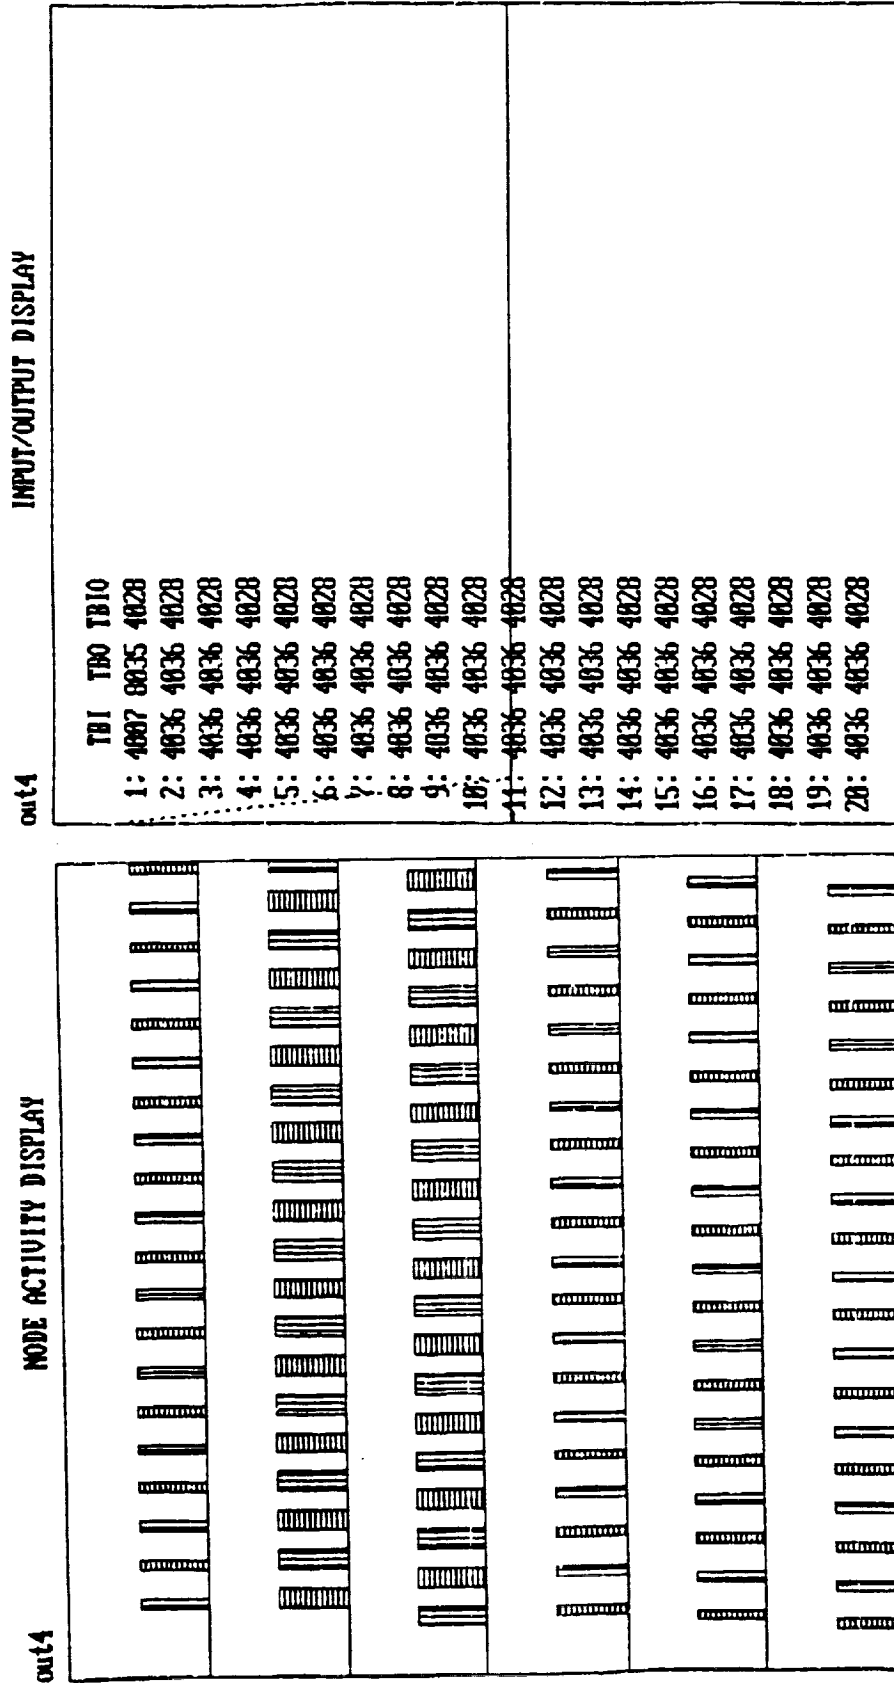 out4
NODE ACTIVITY DISPLAY
out4
INPUT/OUTPUT DISPLAY
TBI TBO TBIO
1: 4007 8035 4028
2: 4036 4036 4028
3: 4036 4036 4028
4: 4036 4036 4028
5: 4036 4036 4028
6: 4036 4036 4028
7: 4036 4036 4028
8: 4036 4036 4028
9: 4036 4036 4028
10: 4036 4036 4028
11: 4036 4036 4028
12: 4036 4036 4028
13: 4036 4036 4028
14: 4036 4036 4028
15: 4036 4036 4028
16: 4036 4036 4028
17: 4036 4036 4028
18: 4036 4036 4028
19: 4036 4036 4028
20: 4036 4036 4028